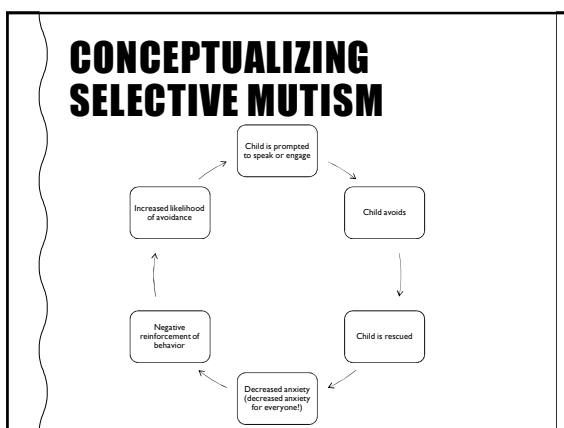 CONCEPTUALIZING
SELECTIVE MUTISM
Child is prompted
to speak or engage
Child avoids
Child is rescued
Decreased anxiety
(decreased anxiety
for everyone!)
Negative
reinforcement of
behavior
Increased likelihood
of avoidance